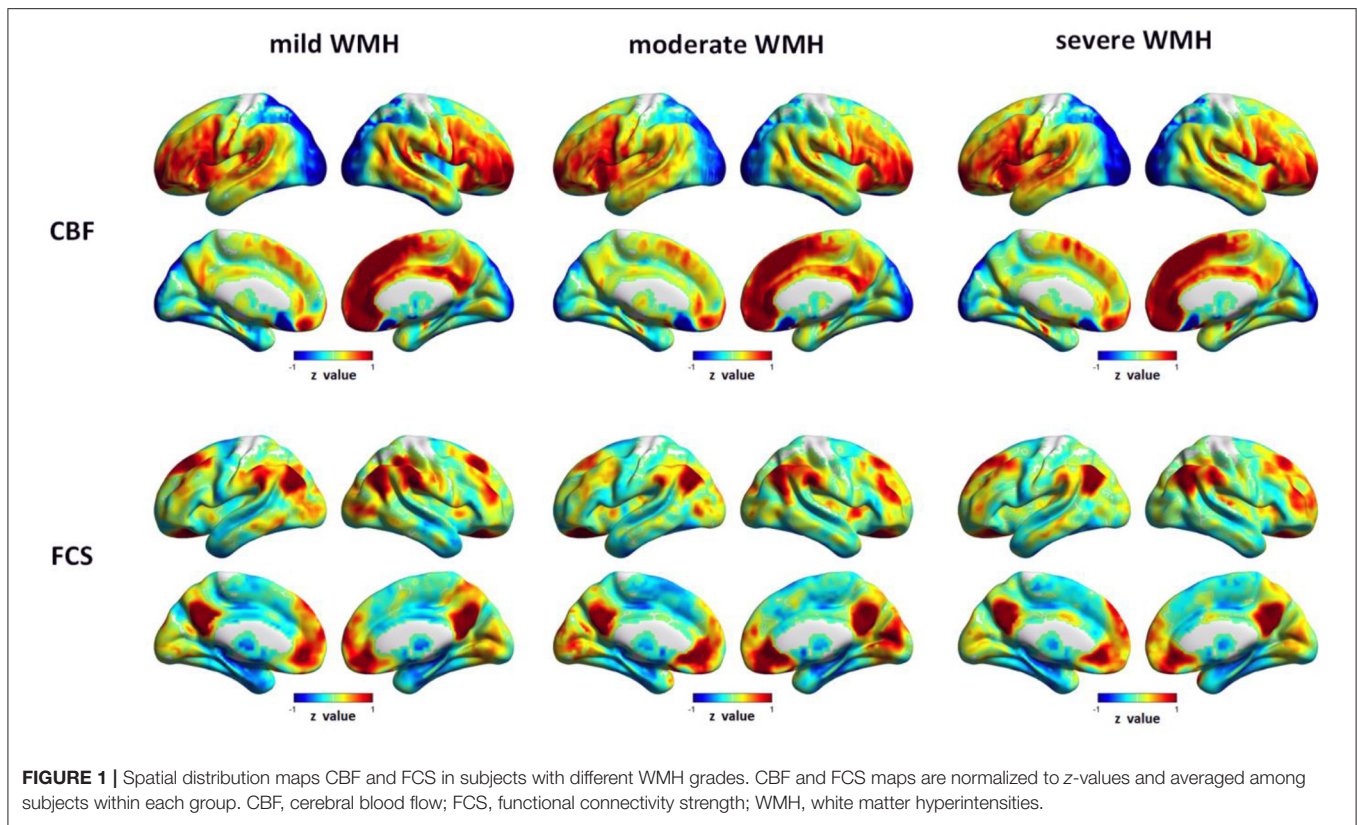 mild WMH moderate WMH severe WMH
CBF
-1 1 -1 1 -1 1
z value z value z value
FCS
-1 1 -1 1 -1 1
z value z value z value
FIGURE 1 | Spatial distribution maps CBF and FCS in subjects with different WMH grades. CBF and FCS maps are normalized to z-values and averaged among
subjects within each group. CBF, cerebral blood flow; FCS, functional connectivity strength; WMH, white matter hyperintensities.